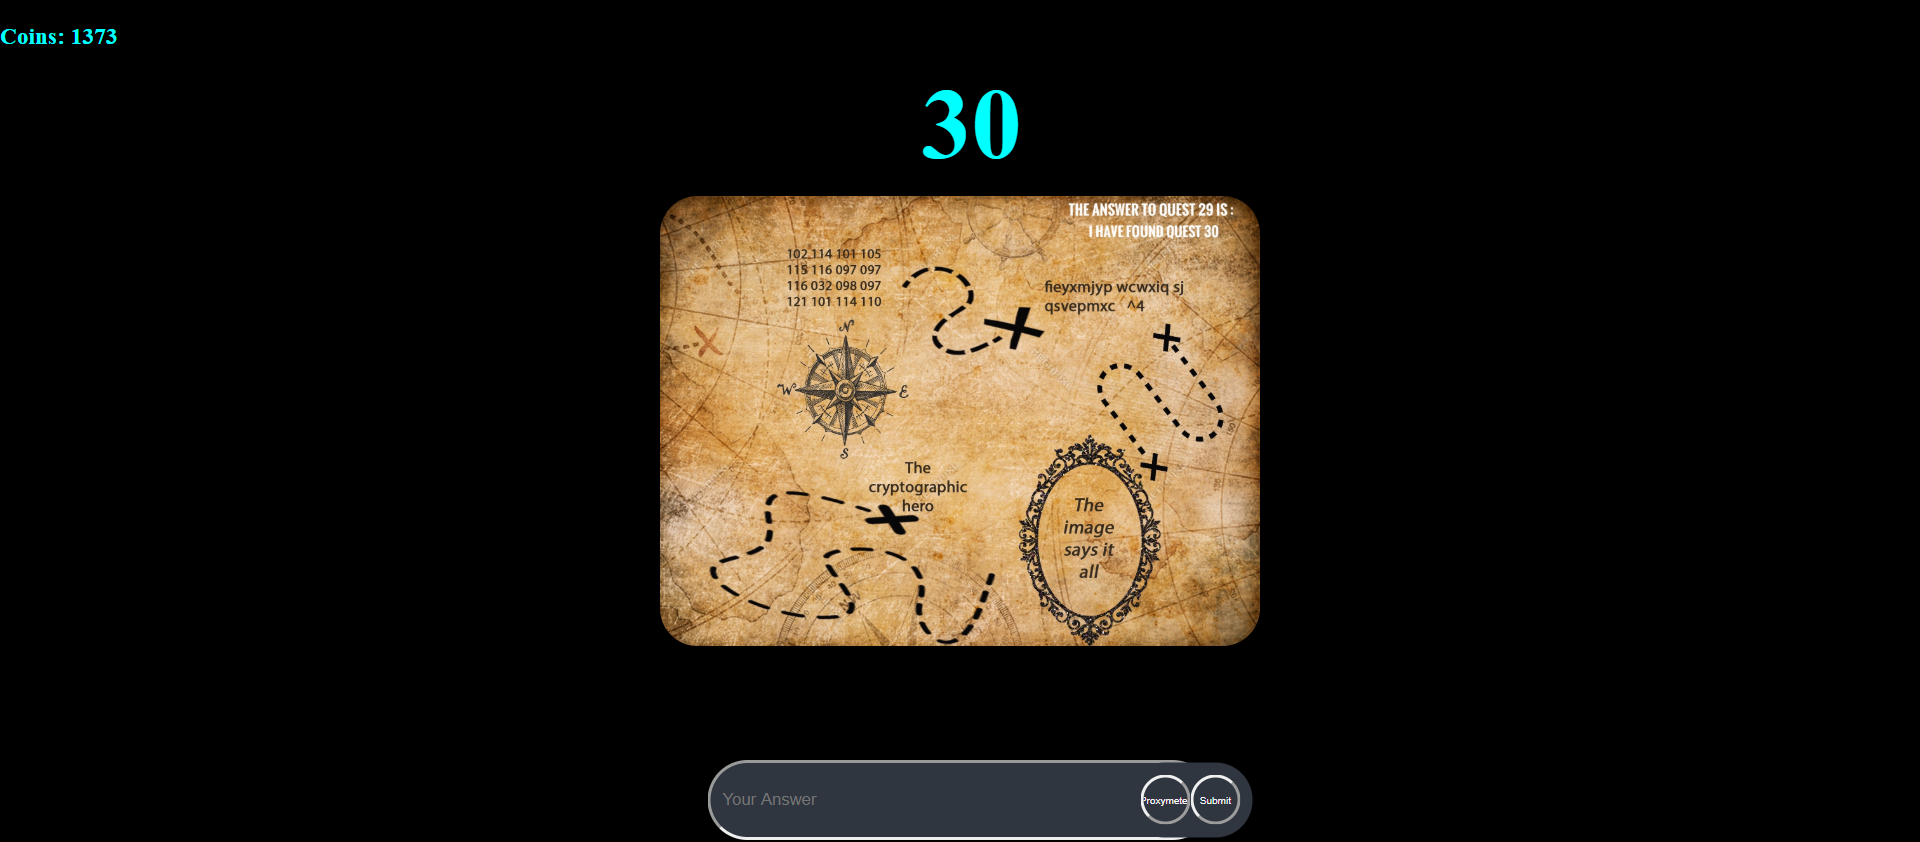 Coins: 1373
30
THE ANSWER TO QUEST 29 IS :
I HAVE FOUND QUEST 30
102 114 101 105
115 116 097 097
116 032 098 097
121 101 114 110
fieyxmjyp wcwxiq sj
qsvepmxc ^4
N
W
E
S
The
cryptographic
hero
The
image
says it
all
Your Answer
Proxymete
Submit